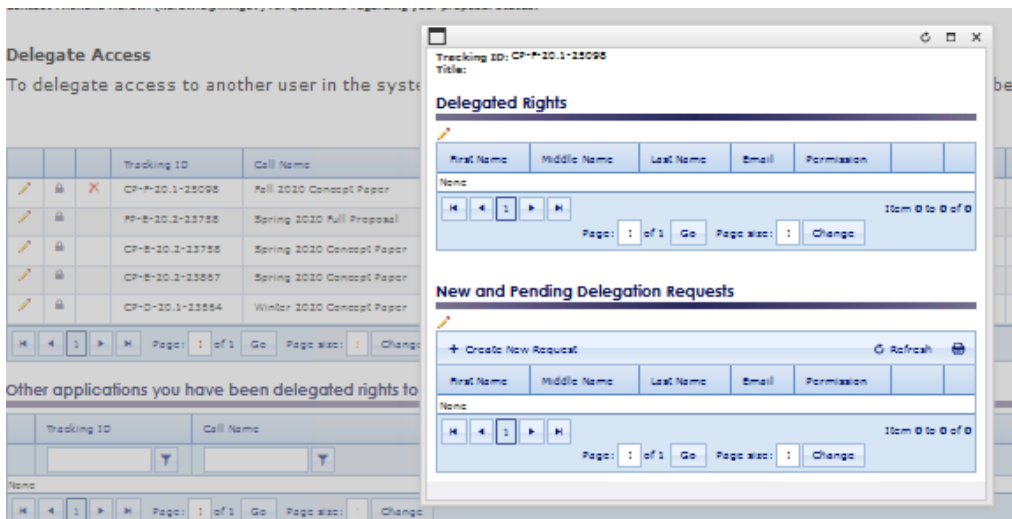 Delegate Access
To delegate access to another user in the syste
be
Tracking ID Call Name
CP-F-20.1-25098 Fall 2020 Concept Paper
FP-E-20.2-23758 Spring 2020 Full Proposal
CP-E-20.2-23758 Spring 2020 Concept Paper
CP-E-20.2-23867 Spring 2020 Concept Paper
CP-D-20.1-23564 Winter 2020 Concept Paper
1 Page: of 1 Go Page size: Change
Other applications you have been delegated rights to
Tracking ID Call Name
None
1 Page: of 1 Go Page size: Change
Tracking ID: CP-F-20.1-25098
Title:
Delegated Rights
First Name Middle Name Last Name Email Permission
None
1 Item 0 to 0 of 0
Page: of 1 Go Page size: Change
New and Pending Delegation Requests
+ Create New Request Refresh
First Name Middle Name Last Name Email Permission
None
1 Item 0 to 0 of 0
Page: of 1 Go Page size: Change